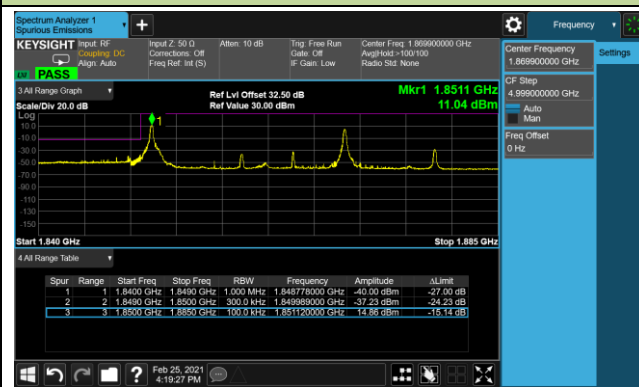 Spectrum Analyzer 1
Spurious Emissions
Frequency
KEYSIGHT
Input: RF
Coupling: DC
Align: Auto
Input Z: 50 Ω
Corrections: Off
Freq Ref: Int (S)
Atten: 10 dB
Trig: Free Run
Gate: Off
IF Gain: Low
Center Freq: 1.869900000 GHz
Avg|Hold:>100/100
Radio Std: None
PASS
3 All Range Graph
Scale/Div 20.0 dB
Ref Lvl Offset 32.50 dB
Ref Value 30.00 dBm
Mkr1 1.8511 GHz
11.04 dBm
Log
10.0
-10.0
-30.0
-50.0
-70.0
-90.0
-110
-130
-150
1
Start 1.840 GHz
Stop 1.885 GHz
4 All Range Table
Spur Range Start Freq Stop Freq RBW Frequency Amplitude ΔLimit
1 1 1.8400 GHz 1.8490 GHz 1.000 MHz 1.848778000 GHz -40.00 dBm -27.00 dB
2 2 1.8490 GHz 1.8500 GHz 300.0 kHz 1.849989000 GHz -37.23 dBm -24.23 dB
3 3 1.8500 GHz 1.8850 GHz 100.0 kHz 1.851120000 GHz 14.86 dBm -15.14 dB
Center Frequency
1.869900000 GHz
Settings
CF Step
4.999000000 GHz
Auto
Man
Freq Offset
0 Hz
?
Feb 25, 2021
4:19:27 PM